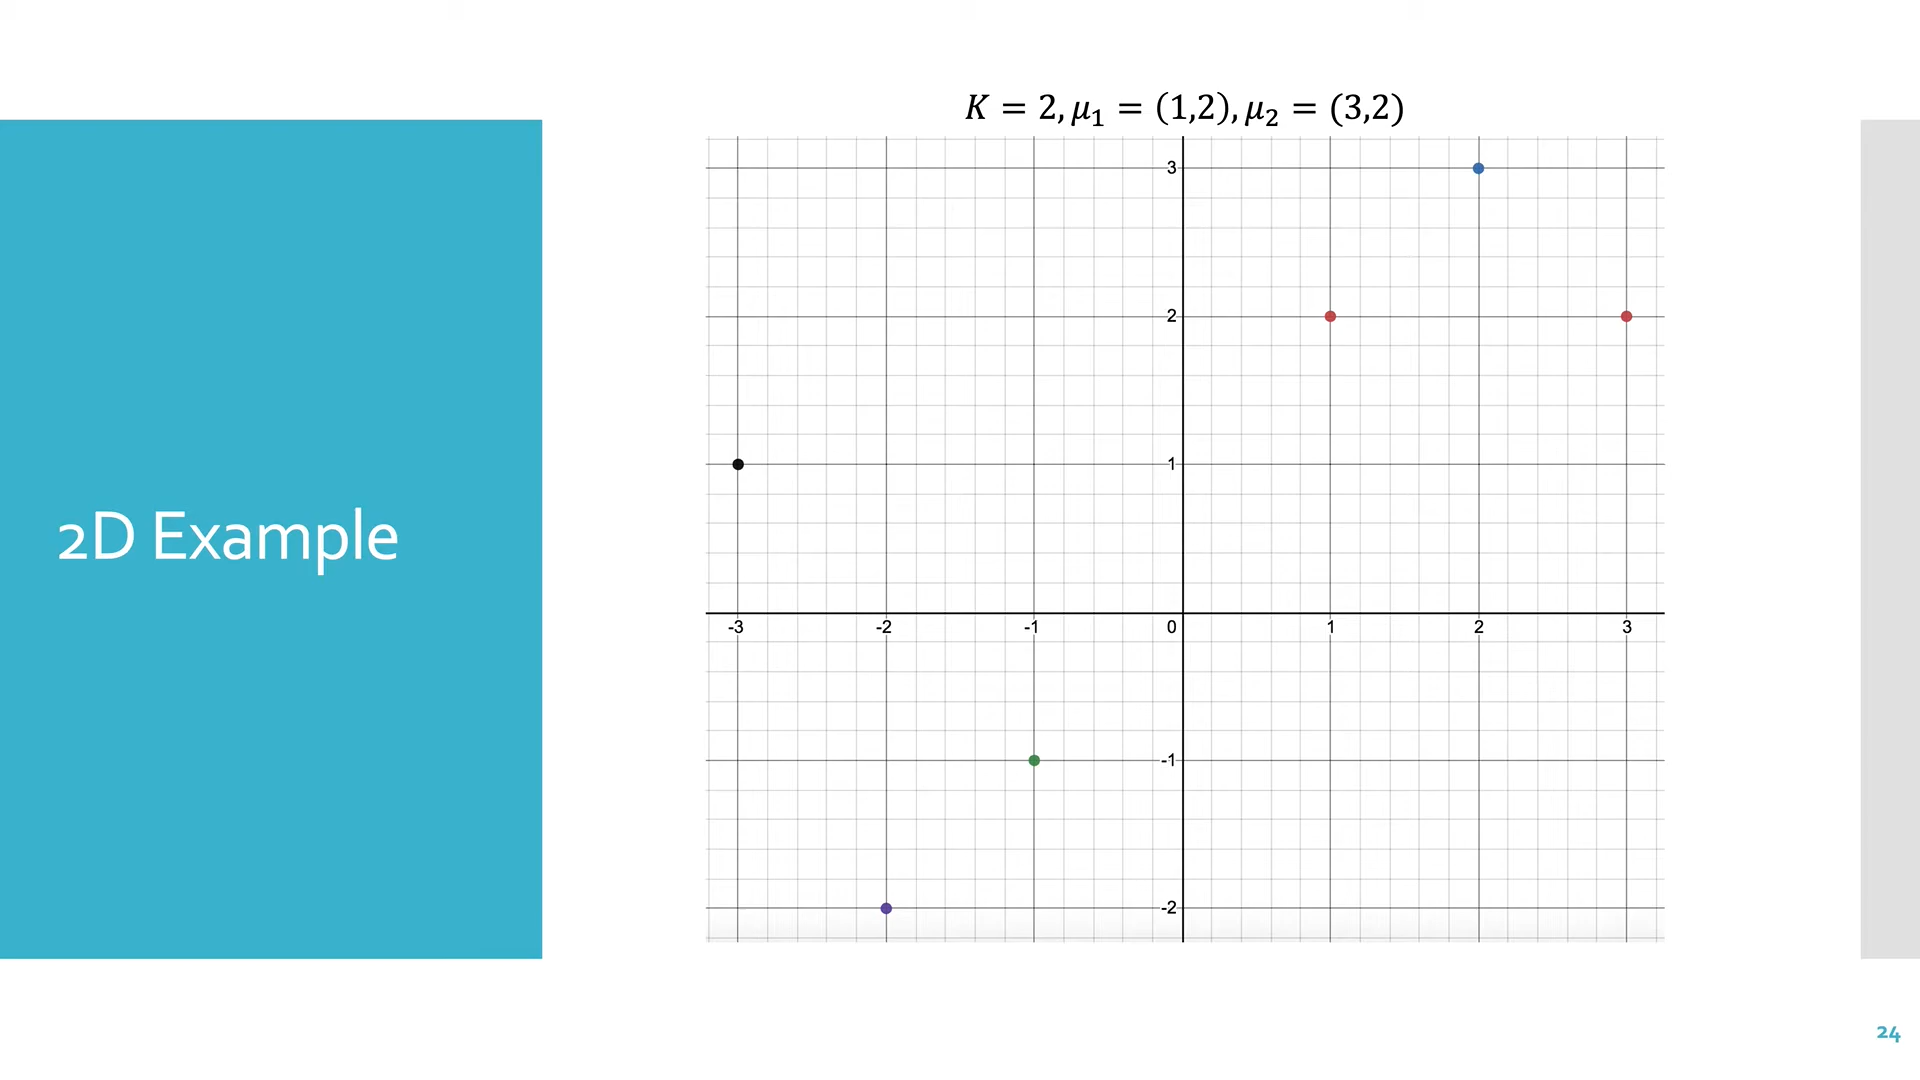 K = 2, μ₁ = (1,2), μ₂ = (3,2)
2D Example
3
2
1
-3 -2 -1 0 1 2 3
-1
-2
24